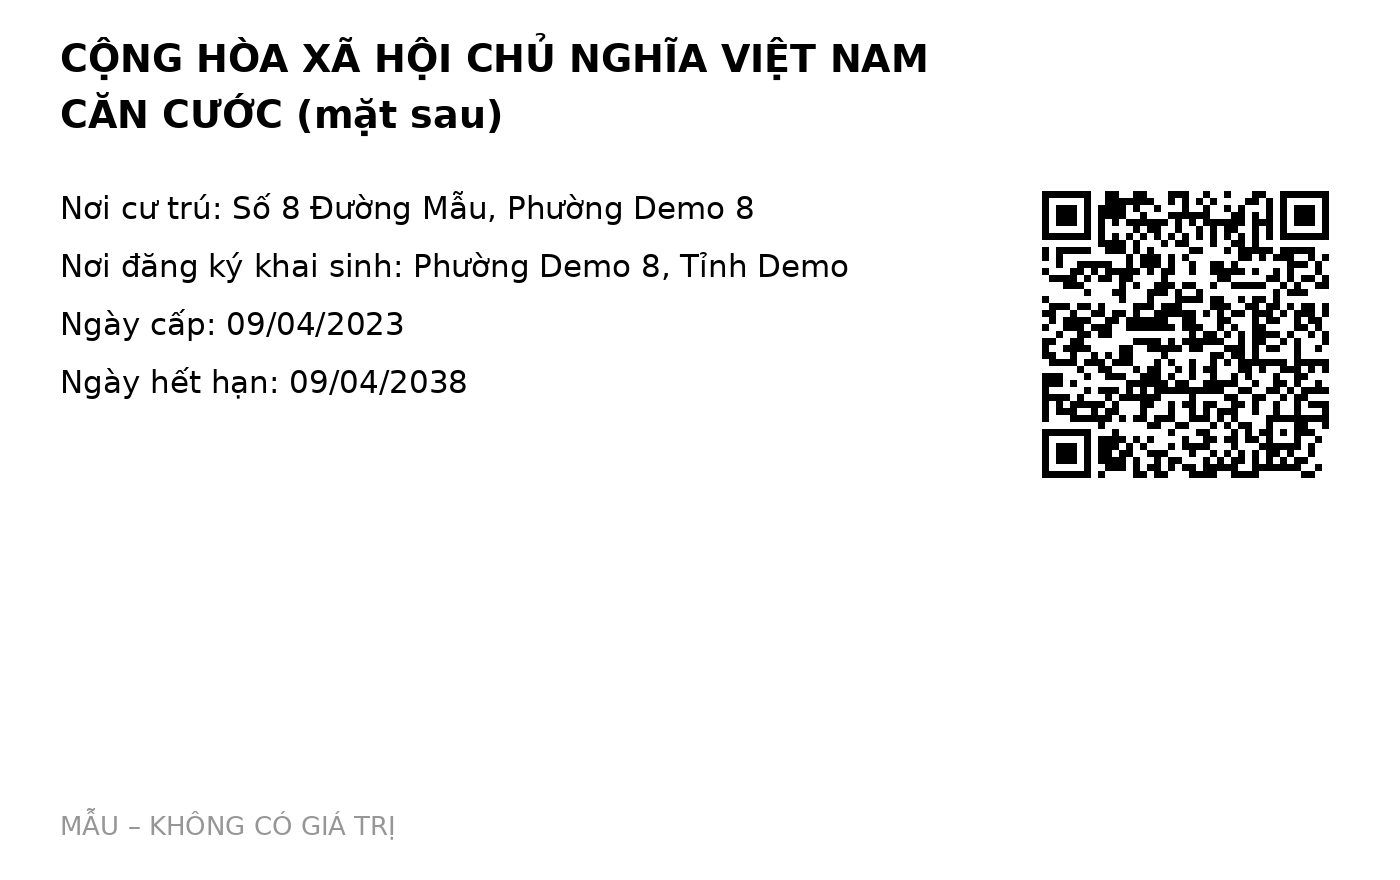 CỘNG HÒA XÃ HỘI CHỦ NGHĨA VIỆT NAM
CĂN CƯỚC (mặt sau)
Nơi cư trú: Số 8 Đường Mẫu, Phường Demo 8
Nơi đăng ký khai sinh: Phường Demo 8, Tỉnh Demo
Ngày cấp: 09/04/2023
Ngày hết hạn: 09/04/2038
MẪU – KHÔNG CÓ GIÁ TRỊ